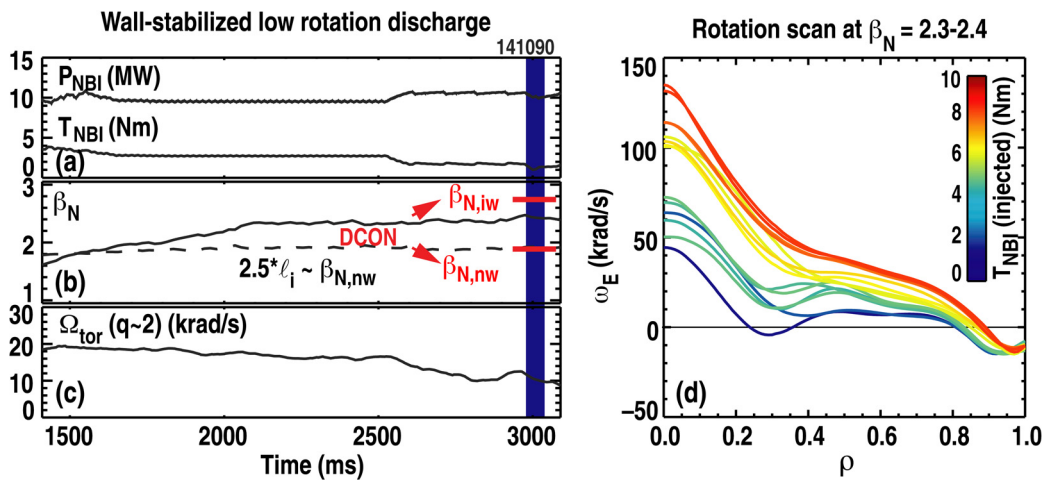 Wall-stabilized low rotation discharge
141090
15
P_NBI (MW)
10
5
T_NBI (Nm)
0
(a)
3
β_N
β_N,iw
2
DCON
2.5*ℓ_i ~ β_N,nw
β_N,nw
1
(b)
30
Ω_tor (q~2) (krad/s)
20
10
0
(c)
1500 2000 2500 3000
Time (ms)
Rotation scan at β_N = 2.3-2.4
150
100
50
0
−50
ω_E (krad/s)
10
8
6
4
2
0
T_NBI (injected) (Nm)
(d)
0.0 0.2 0.4 0.6 0.8 1.0
ρ